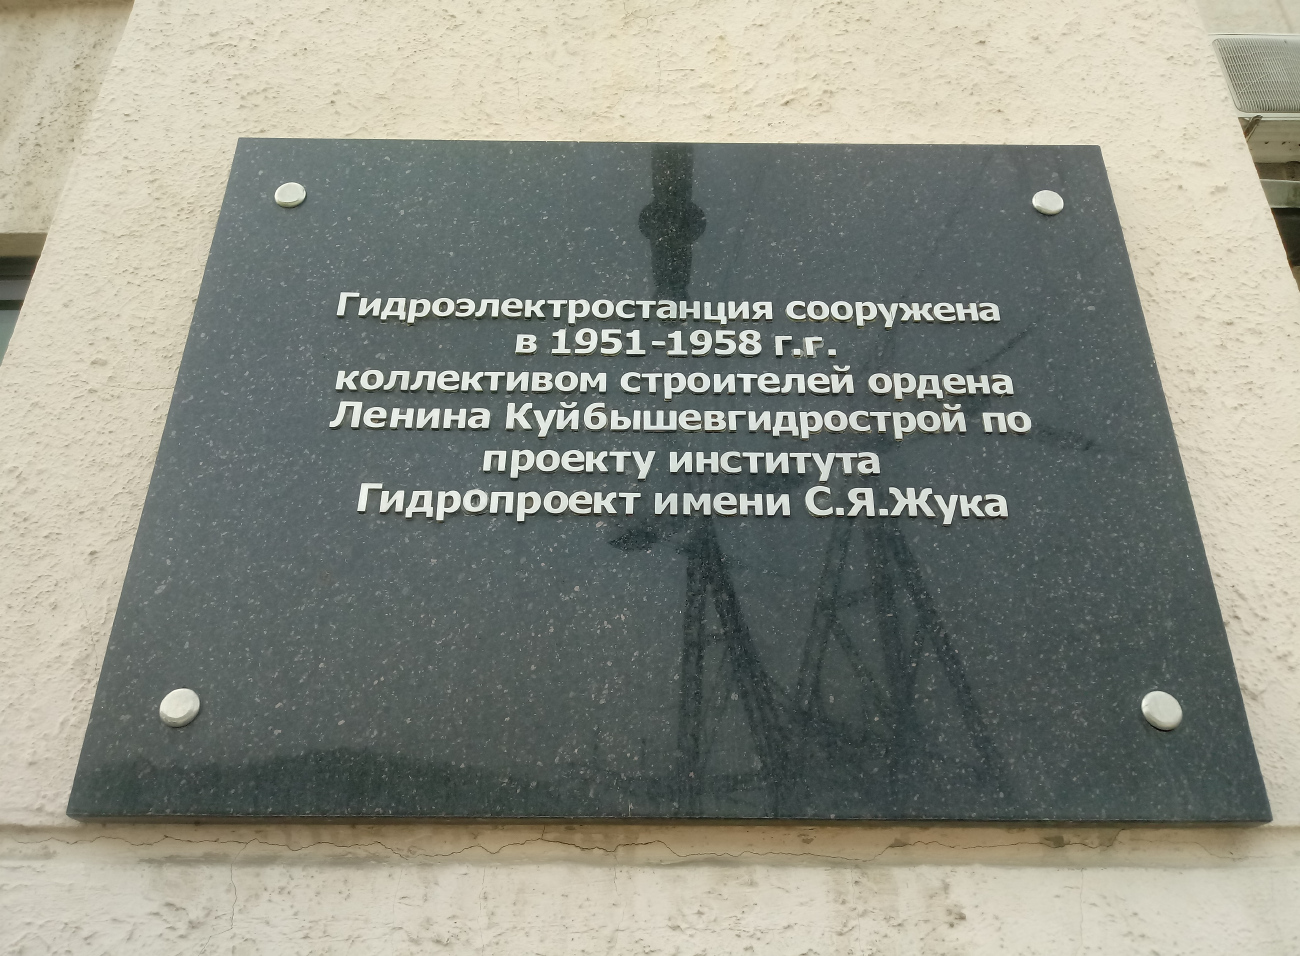 Гидроэлектростанция сооружена
в 1951-1958 г.г.
коллективом строителей ордена
Ленина Куйбышевгидрострой по
проекту института
Гидропроект имени С.Я.Жука